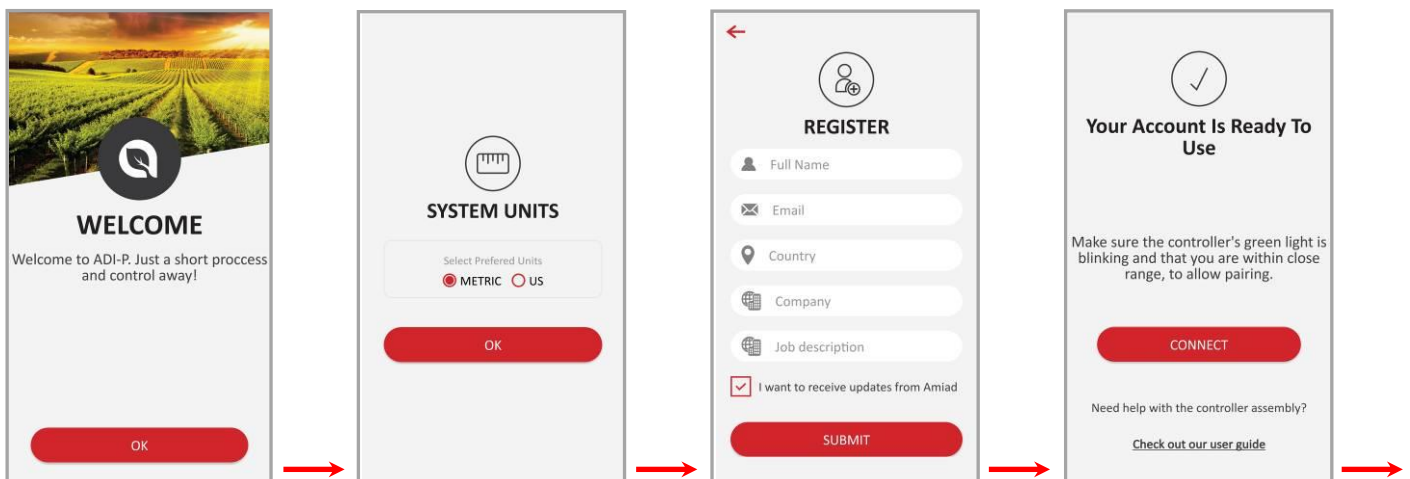 WELCOME
Welcome to ADI-P. Just a short proccess
and control away!
OK
SYSTEM UNITS
Select Prefered Units
METRIC US
OK
REGISTER
Full Name
Email
Country
Company
Job description
I want to receive updates from Amiad
SUBMIT
Your Account Is Ready To
Use
Make sure the controller's green light is
blinking and that you are within close
range, to allow pairing.
CONNECT
Need help with the controller assembly?
Check out our user guide